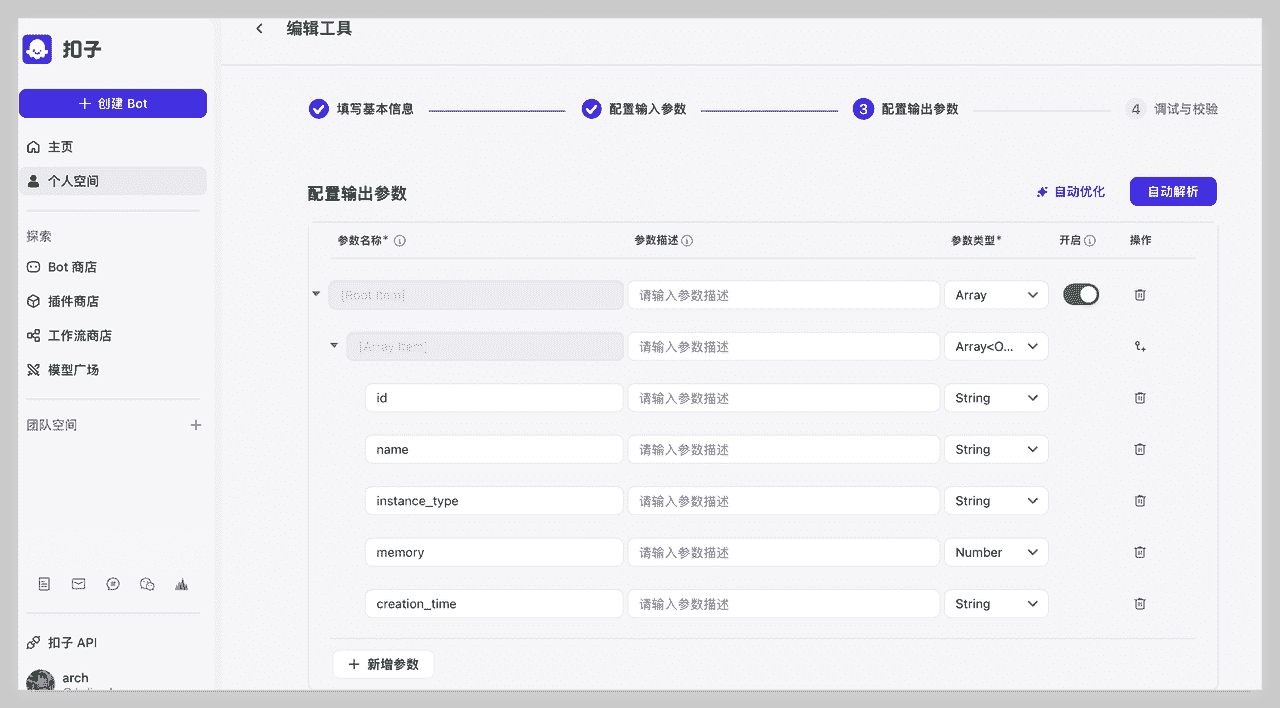 扣子
编辑工具
+ 创建 Bot
主页
个人空间
探索
Bot 商店
插件商店
工作流商店
模型广场
团队空间 +
扣子 API
arch
填写基本信息
配置输入参数
3 配置输出参数
4 调试与校验
配置输出参数
自动优化
自动解析
参数名称* 参数描述 参数类型* 开启 操作
[Root Item] 请输入参数描述 Array
[Array Item] 请输入参数描述 Array<O...
id 请输入参数描述 String
name 请输入参数描述 String
instance_type 请输入参数描述 String
memory 请输入参数描述 Number
creation_time 请输入参数描述 String
+ 新增参数